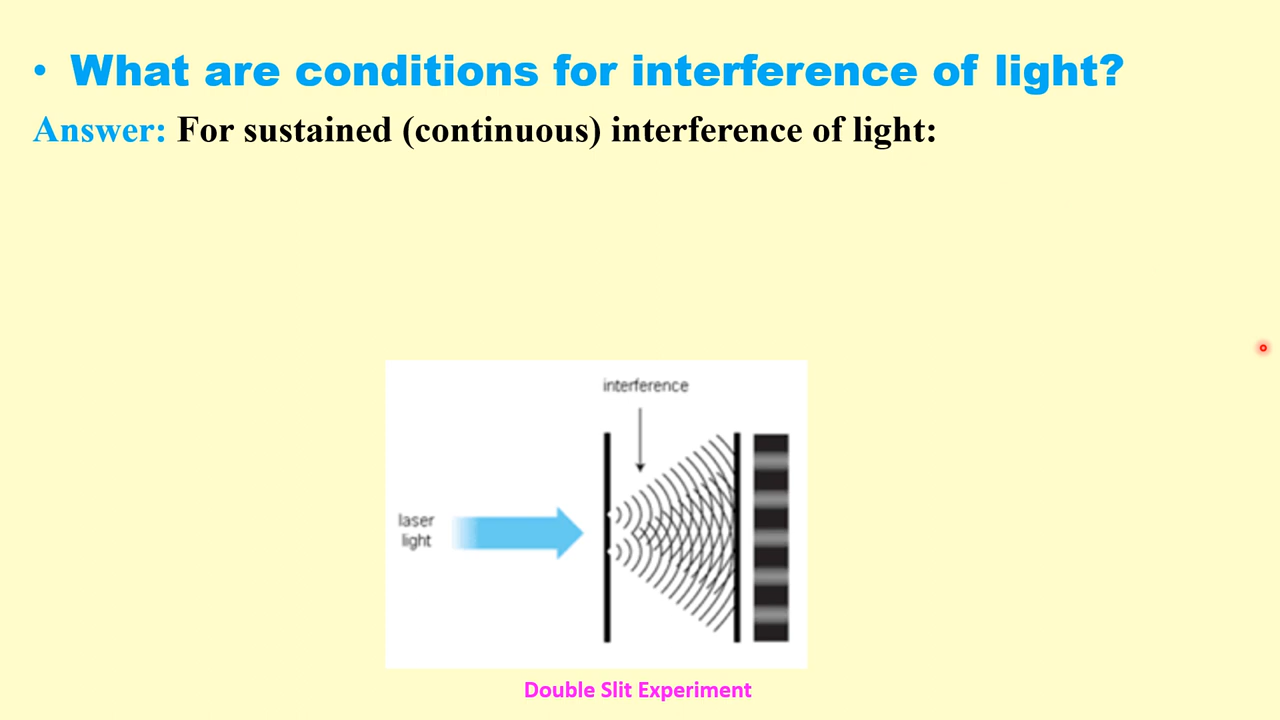 • What are conditions for interference of light?
Answer: For sustained (continuous) interference of light:
interference
laser
light
Double Slit Experiment